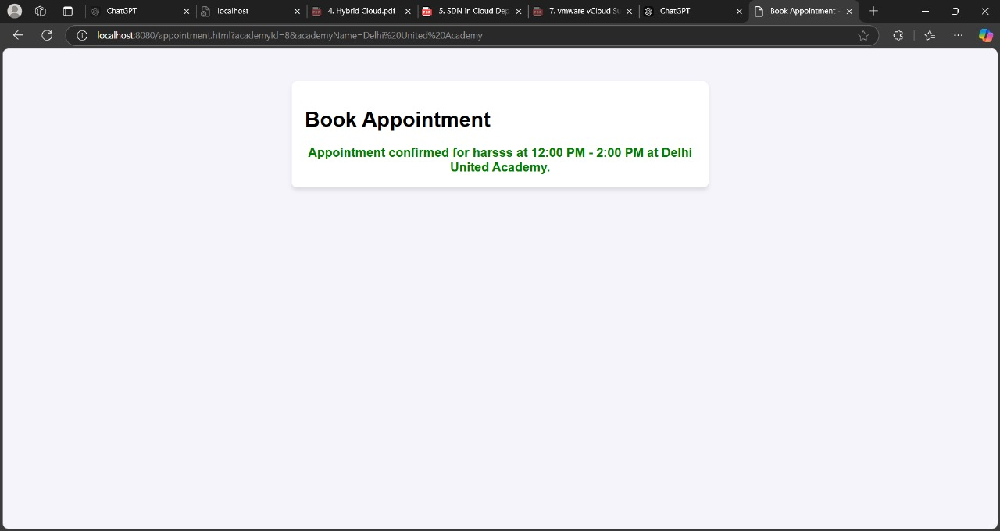 ChatGPT
localhost
4. Hybrid Cloud.pdf
5. SDN in Cloud Dep
7. vmware vCloud Su
ChatGPT
Book Appointment
localhost:8080/appointment.html?academyId=8&academyName=Delhi%20United%20Academy
Book Appointment
Appointment confirmed for harsss at 12:00 PM - 2:00 PM at Delhi
United Academy.